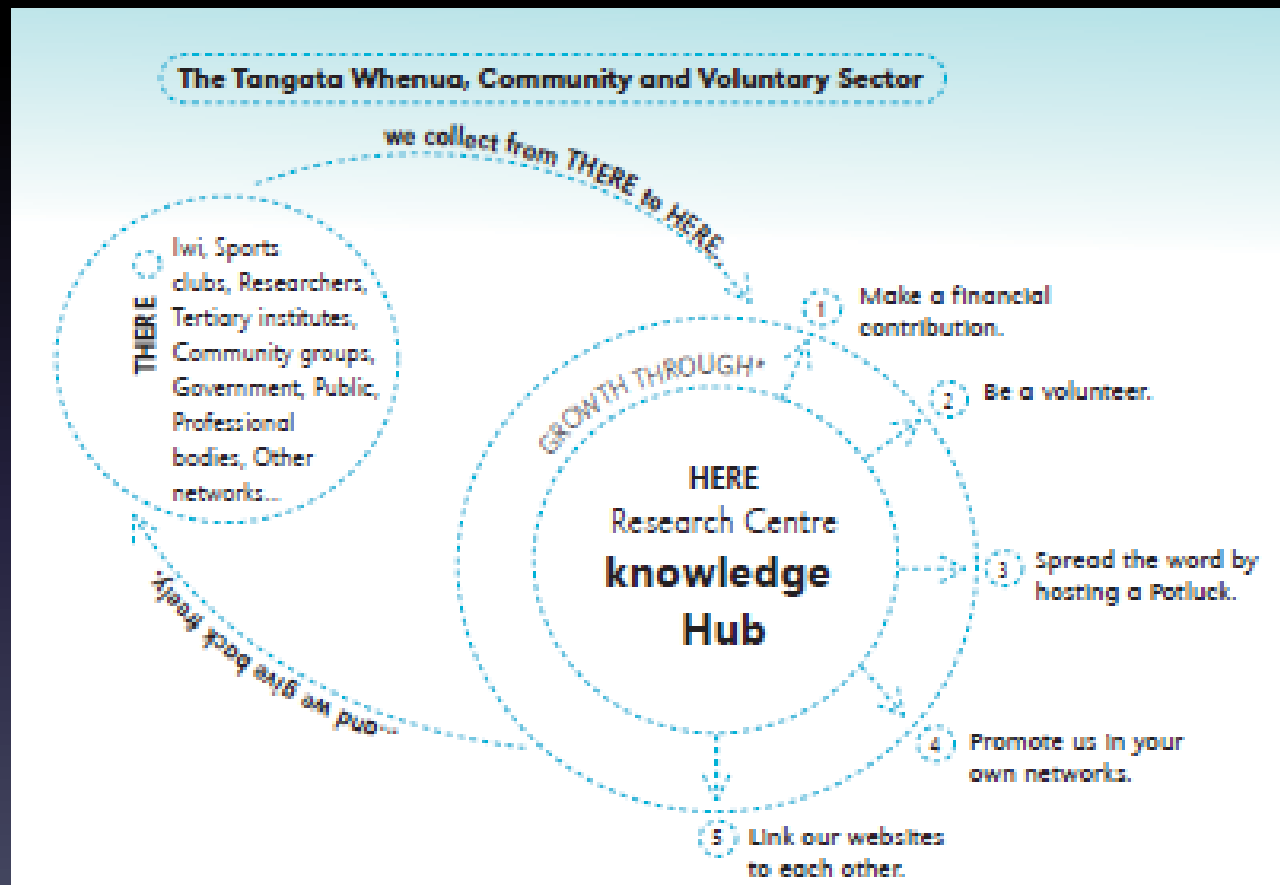 The Tangata Whenua, Community and Voluntary Sector
we collect from THERE to HERE...
THERE
Iwi, Sports
clubs, Researchers,
Tertiary institutes,
Community groups,
Government, Public,
Professional
bodies, Other
networks...
GROWTH THROUGH*
HERE
Research Centre
knowledge
Hub
1 Make a financial
contribution.
2 Be a volunteer.
3 Spread the word by
hosting a Potluck.
4 Promote us in your
own networks.
5 Link our websites
to each other.
...and we give back freely.